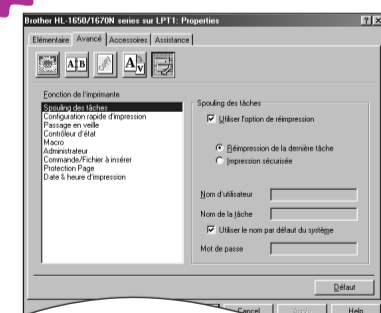 Brother HL-1650/1670N series sur LPT1: Properties
Elémentaire Avancé Accessoires Assistance
A B A V
Fonction de l'imprimante
Spouling des tâches
Configuration rapide d'impression
Passage en veille
Contrôleur d'état
Macro
Administrateur
Commande/Fichier à insérer
Protection Page
Date & heure d'impression
Spouling des tâches
Utiliser l'option de réimpression
Réimpression de la dernière tâche
Impression sécurisée
Nom d'utilisateur
Nom de la tâche
Utiliser le nom par défaut du système
Mot de passe
Défaut
Cancel Apply Help